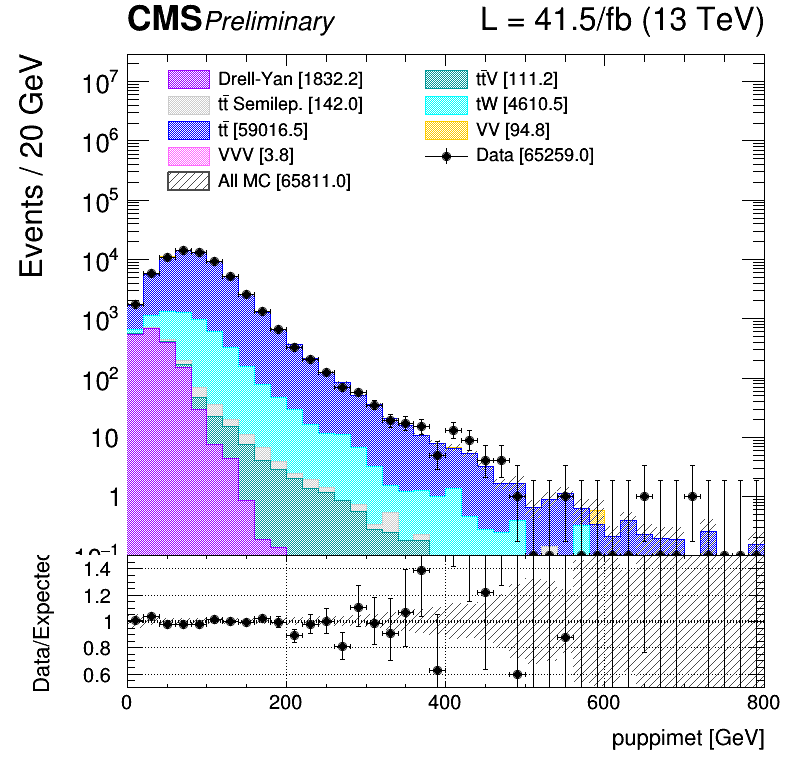 CMS Preliminary L = 41.5/fb (13 TeV)
Events / 20 GeV
Drell-Yan [1832.2]
tt̄ Semilep. [142.0]
tt̄ [59016.5]
VVV [3.8]
All MC [65811.0]
tt̄V [111.2]
tW [4610.5]
VV [94.8]
Data [65259.0]
10⁷
10⁶
10⁵
10⁴
10³
10²
10
1
10⁻¹
Data/Expected
1.4
1.2
1
0.8
0.6
0 200 400 600 800
puppimet [GeV]